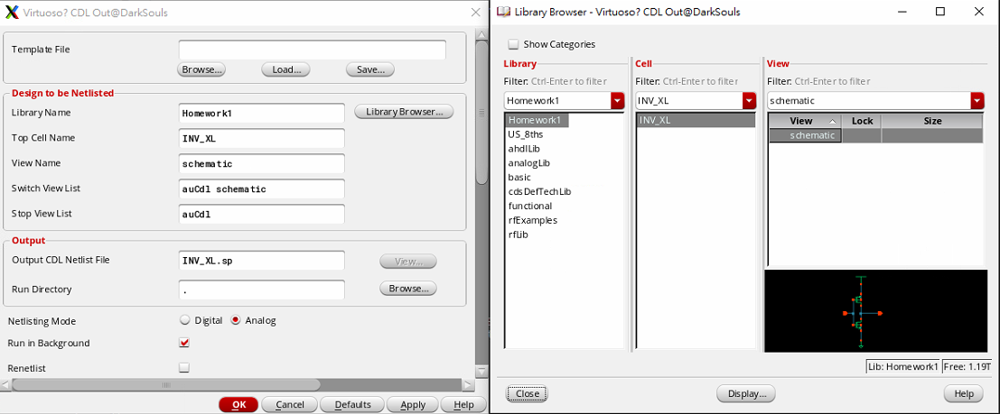 Virtuoso? CDL Out@DarkSouls
Template File
Browse... Load... Save...
Design to be Netlisted
Library Name Homework1 Library Browser...
Top Cell Name INV_XL
View Name schematic
Switch View List auCdl schematic
Stop View List auCdl
Output
Output CDL Netlist File INV_XL.sp View...
Run Directory . Browse...
Netlisting Mode Digital Analog
Run in Background
Renetlist
OK Cancel Defaults Apply Help
Library Browser - Virtuoso? CDL Out@DarkSouls
Show Categories
Library Cell View
Filter: Ctrl-Enter to filter Filter: Ctrl-Enter to filter Filter: Ctrl-Enter to filter
Homework1 INV_XL schematic
Homework1 INV_XL View Lock Size
US_8ths schematic
ahdlLib
analogLib
basic
cdsDefTechLib
functional
rfExamples
rfLib
Lib: Homework1 Free: 1.19T
Close Display... Help